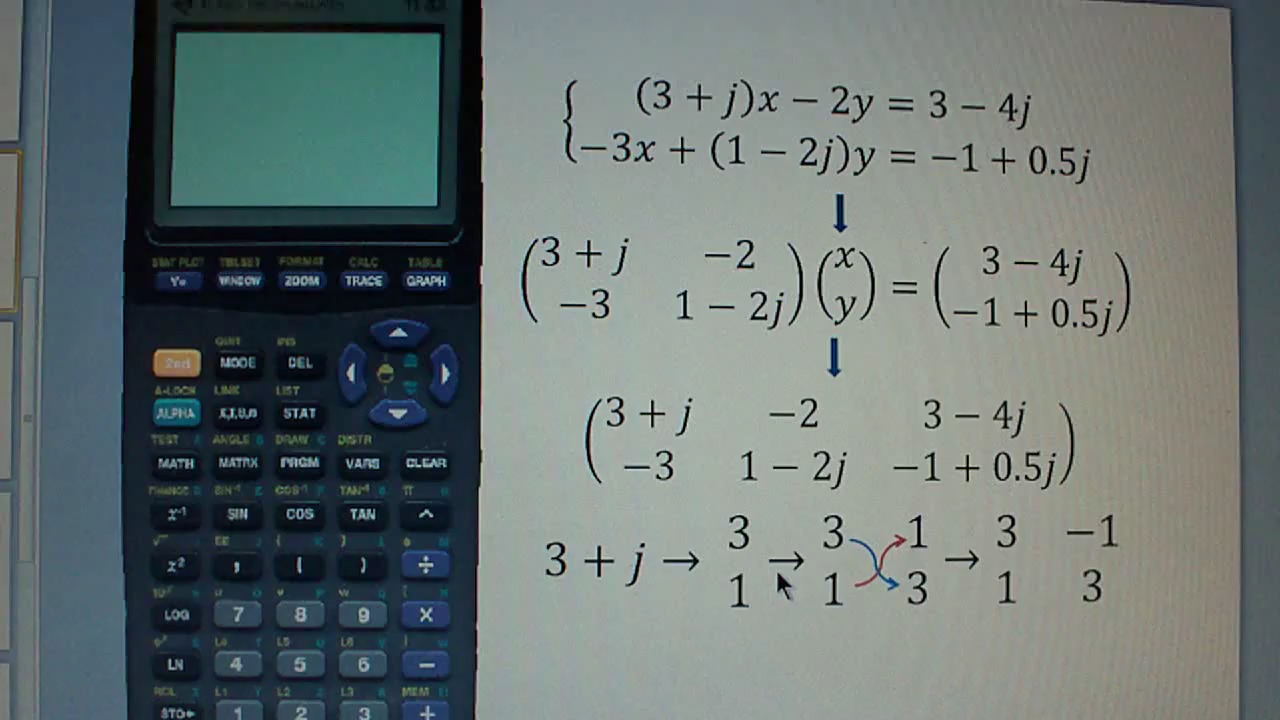 { (3 + j)x − 2y = 3 − 4j
−3x + (1 − 2j)y = −1 + 0.5j
(3 + j −2) (x) = (3 − 4j)
(−3 1 − 2j) (y) (−1 + 0.5j)
(3 + j −2 3 − 4j)
(−3 1 − 2j −1 + 0.5j)
3 3 1 3 −1
3 + j → → → 
1 1 3 1 3
STAT PLOT TBLSET FORMAT CALC TABLE
Y= WINDOW ZOOM TRACE GRAPH
QUIT INS
2nd MODE DEL
A-LOCK LINK LIST
ALPHA X,T,θ,n STAT
TEST A ANGLE B DRAW C DISTR
MATH MATRX PRGM VARS CLEAR
SIN⁻¹ COS⁻¹ TAN⁻¹ π
x⁻¹ SIN COS TAN ^
EE
x² , ( ) ÷
LOG 7 8 9 X
L4 L5 L6
LN 4 5 6 −
RCL L1 L2 L3 MEM
STO▸ 1 2 3 +